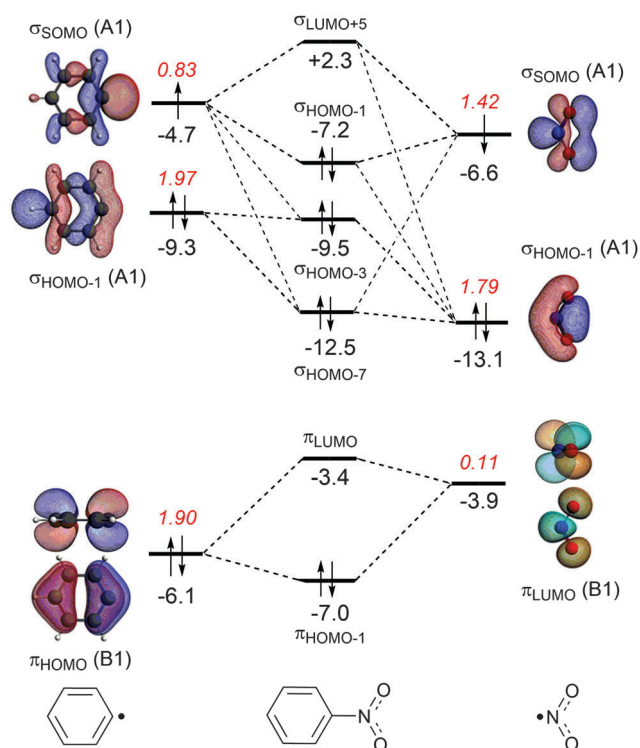 σSOMO (A1)
0.83
-4.7
1.97
-9.3
σHOMO-1 (A1)
σLUMO+5
+2.3
σHOMO-1
-7.2
-9.5
σHOMO-3
-12.5
σHOMO-7
σSOMO (A1)
1.42
-6.6
σHOMO-1 (A1)
1.79
-13.1
1.90
-6.1
πHOMO (B1)
πLUMO
-3.4
-7.0
πHOMO-1
0.11
-3.9
πLUMO (B1)
O
N
O
O
N
O